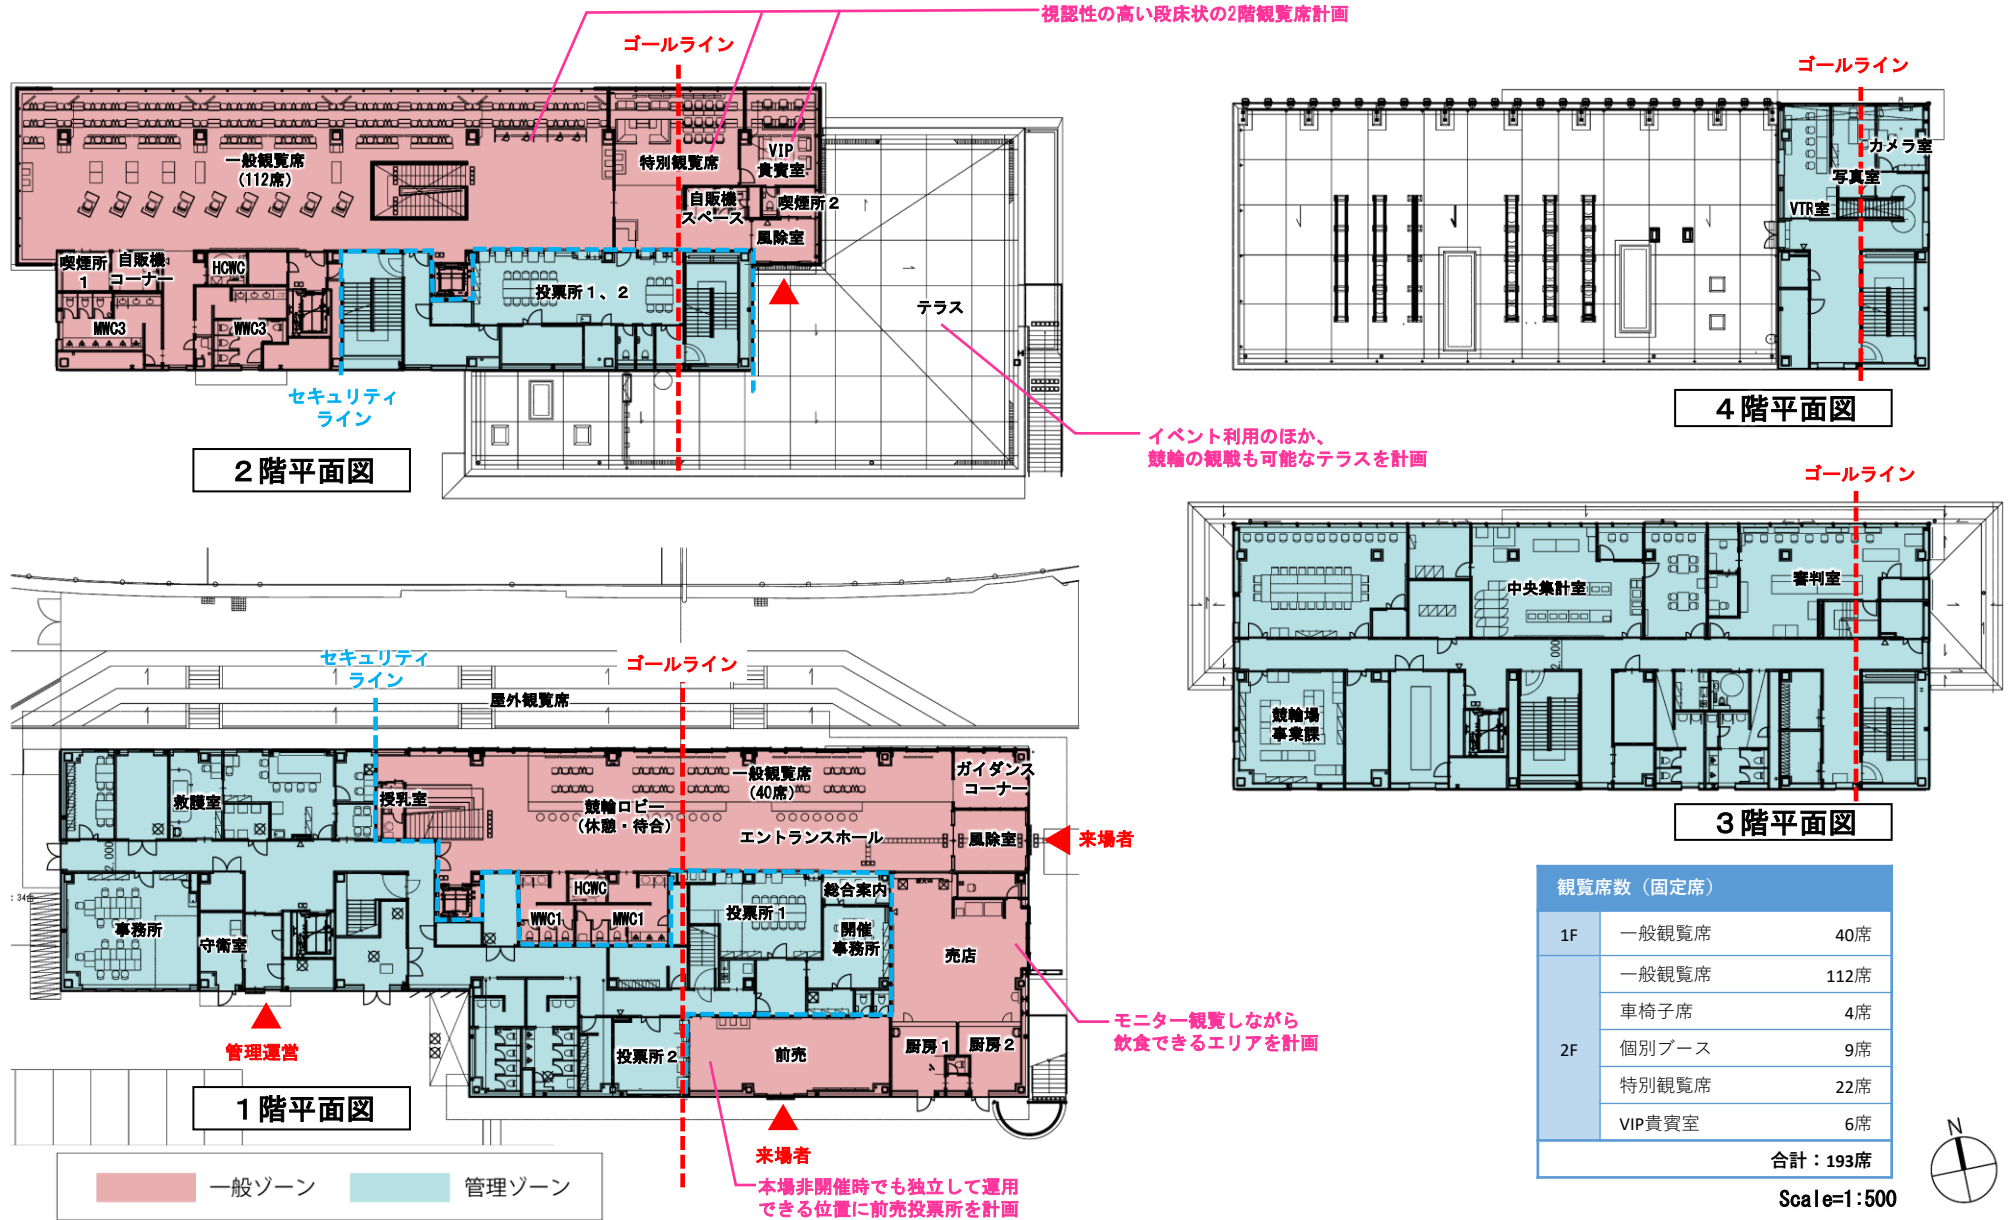 視認性の高い段床状の2階観覧席計画
ゴールライン
一般観覧席
(112席)
特別観覧席
VIP
貴賓室
自販機
スペース
喫煙所2
風除室
喫煙所
1
自販機
コーナー
HCWC
MWC3
WWC3
投票所1、2
テラス
セキュリティ
ライン
2階平面図
イベント利用のほか、
競輪の観戦も可能なテラスを計画
ゴールライン
カメラ室
写真室
VTR室
4階平面図
ゴールライン
中央集計室
審判室
2,000
競輪場
事業課
3階平面図
セキュリティ
ライン
ゴールライン
屋外観覧席
救護室
授乳室
一般観覧席
(40席)
ガイダンス
コーナー
競輪ロビー
(休憩・待合)
エントランスホール
風除室
来場者
2,000
事務所
守衛室
HCWC
WWC1
MWC1
投票所1
総合案内
開催
事務所
売店
投票所2
前売
厨房1
厨房2
管理運営
来場者
モニター観覧しながら
飲食できるエリアを計画
1階平面図
本場非開催時でも独立して運用
できる位置に前売投票所を計画
一般ゾーン
管理ゾーン
観覧席数（固定席）
1F 一般観覧席 40席
2F 一般観覧席 112席
車椅子席 4席
個別ブース 9席
特別観覧席 22席
VIP貴賓室 6席
合計：193席
Scale=1:500
N